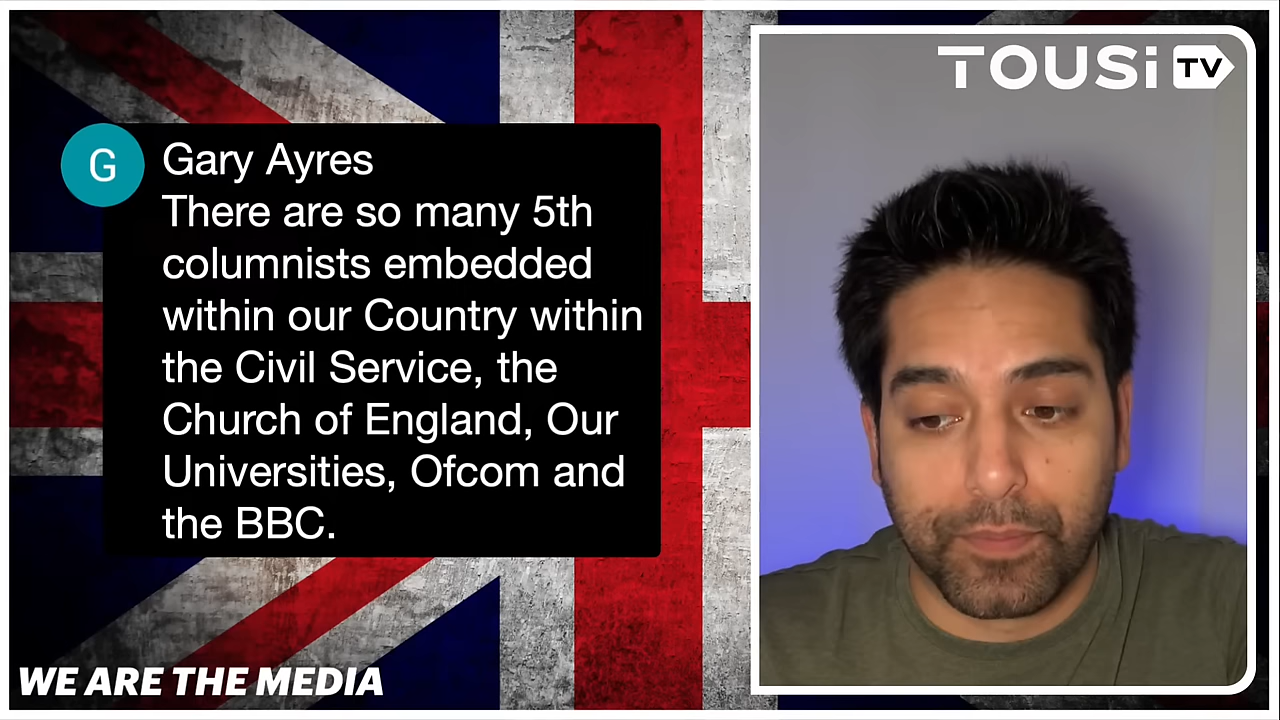 TOUSi TV
G
Gary Ayres
There are so many 5th
columnists embedded
within our Country within
the Civil Service, the
Church of England, Our
Universities, Ofcom and
the BBC.
WE ARE THE MEDIA